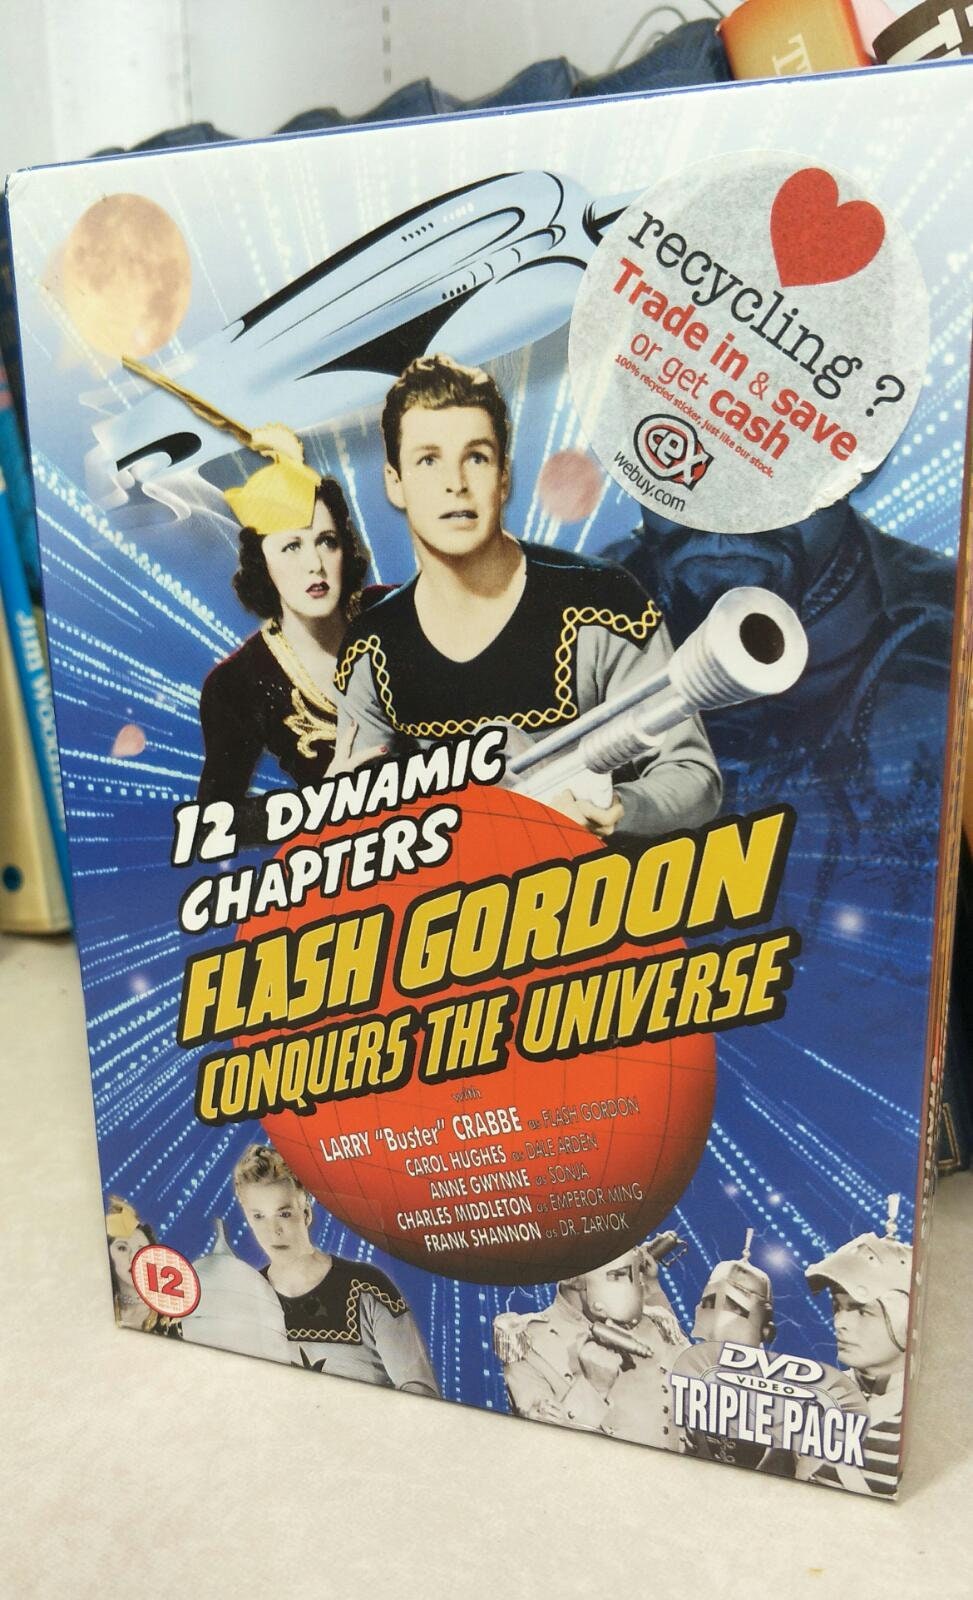 recycling ?
Trade in & save
or get cash
100% recycled sticker, just like our stock.
cex
webuy.com
12 DYNAMIC
CHAPTERS
FLASH GORDON
CONQUERS THE UNIVERSE
with
LARRY "Buster" CRABBE as FLASH GORDON
CAROL HUGHES as DALE ARDEN
ANNE GWYNNE as SONJA
CHARLES MIDDLETON as EMPEROR MING
FRANK SHANNON as DR. ZARVOK
12
DVD
VIDEO
TRIPLE PACK